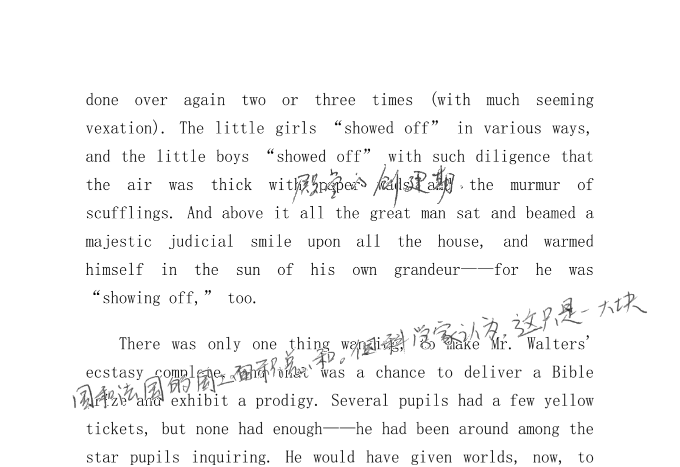 done over again two or three times (with much seeming
vexation). The little girls “showed off” in various ways,
and the little boys “showed off” with such diligence that
the air was thick with paper wads and the murmur of
殿堂的创建期.
scufflings. And above it all the great man sat and beamed a
majestic judicial smile upon all the house, and warmed
himself in the sun of his own grandeur——for he was
“showing off,” too.
There was only one thing wanting, to make Mr. Walters'
国和法国的国土面积总和。但科学家认为,这只是一大块
ecstasy complete, and that was a chance to deliver a Bible
prize and exhibit a prodigy. Several pupils had a few yellow
tickets, but none had enough——he had been around among the
star pupils inquiring. He would have given worlds, now, to